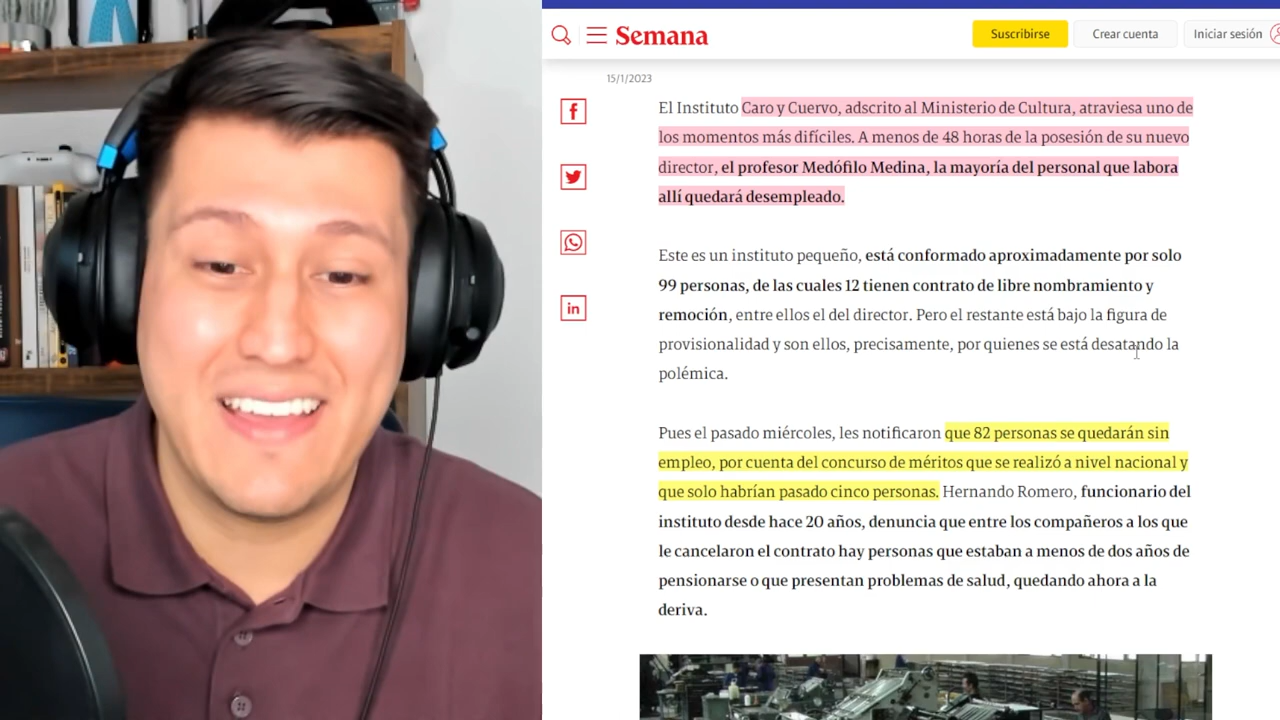 Semana
Suscribirse
Crear cuenta
Iniciar sesión
15/1/2023
El Instituto Caro y Cuervo, adscrito al Ministerio de Cultura, atraviesa uno de
los momentos más difíciles. A menos de 48 horas de la posesión de su nuevo
director, el profesor Medófilo Medina, la mayoría del personal que labora
allí quedará desempleado.
Este es un instituto pequeño, está conformado aproximadamente por solo
99 personas, de las cuales 12 tienen contrato de libre nombramiento y
remoción, entre ellos el del director. Pero el restante está bajo la figura de
provisionalidad y son ellos, precisamente, por quienes se está desatando la
polémica.
Pues el pasado miércoles, les notificaron que 82 personas se quedarán sin
empleo, por cuenta del concurso de méritos que se realizó a nivel nacional y
que solo habrían pasado cinco personas. Hernando Romero, funcionario del
instituto desde hace 20 años, denuncia que entre los compañeros a los que
le cancelaron el contrato hay personas que estaban a menos de dos años de
pensionarse o que presentan problemas de salud, quedando ahora a la
deriva.